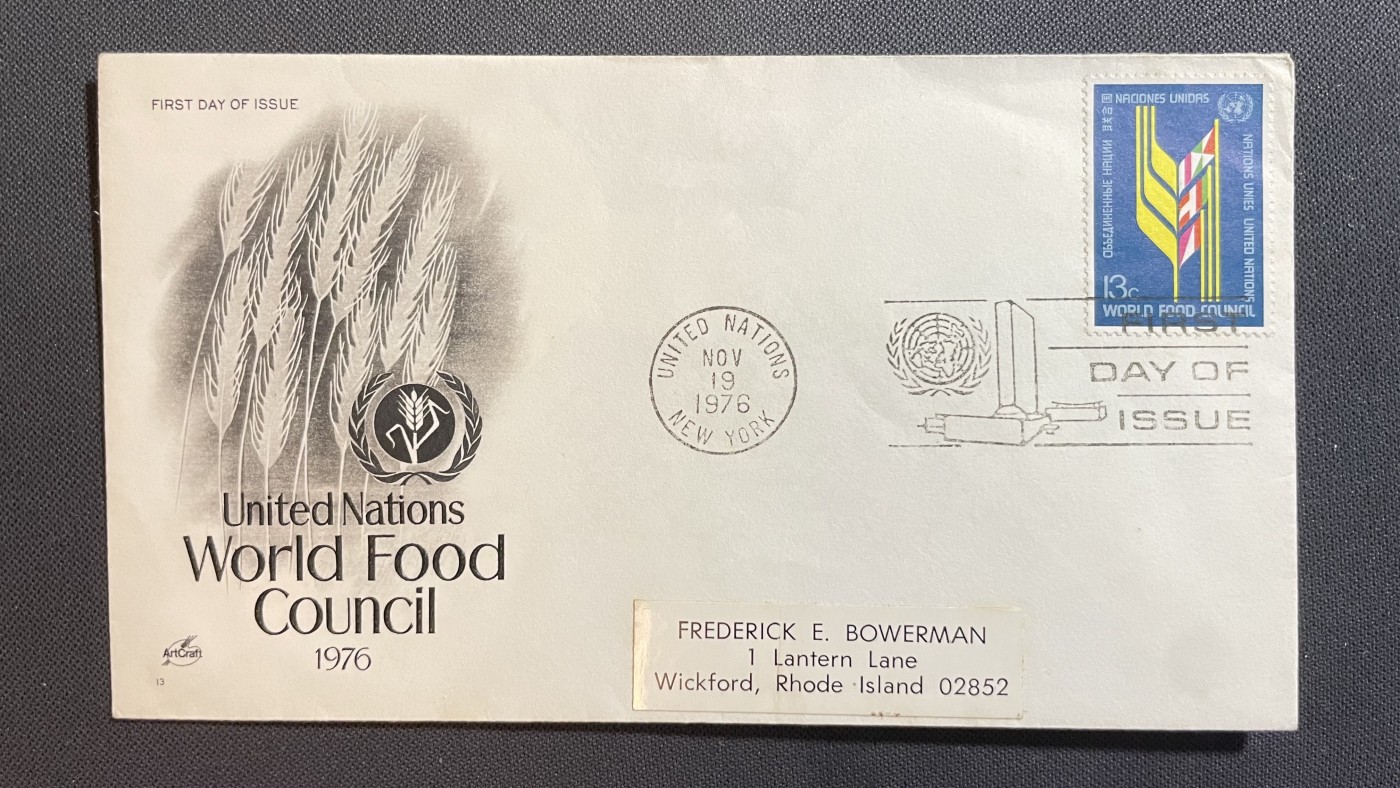 FIRST DAY OF ISSUE
United Nations
World Food
Council
1976
ArtCraft
13
UNITED NATIONS
NOV
19
1976
NEW YORK
NACIONES UNIDAS
ОБЪЕДИНЕННЫЕ НАЦИИ
NATIONS UNIES UNITED NATIONS
13c
WORLD FOOD COUNCIL
FIRST
DAY OF
ISSUE
FREDERICK E. BOWERMAN
1 Lantern Lane
Wickford, Rhode Island 02852